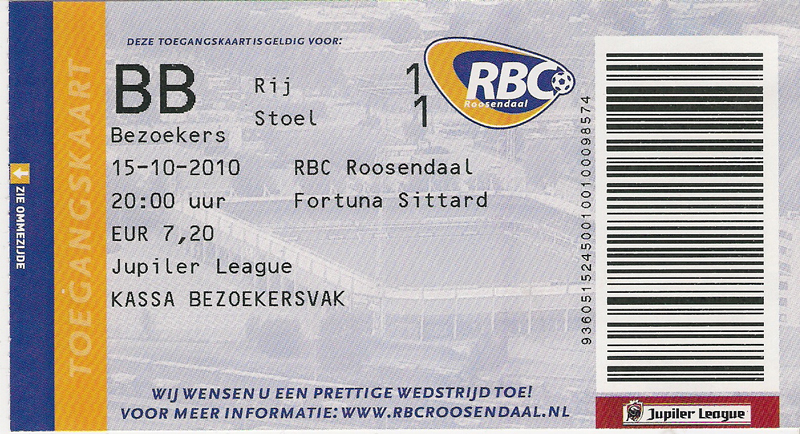 DEZE TOEGANGSKAART IS GELDIG VOOR:
BB Rij 1
Stoel 1
Bezoekers
15-10-2010 RBC Roosendaal
20:00 uur Fortuna Sittard
EUR 7,20
Jupiler League
KASSA BEZOEKERSVAK
WIJ WENSEN U EEN PRETTIGE WEDSTRIJD TOE!
VOOR MEER INFORMATIE: WWW.RBCROOSENDAAL.NL
TOEGANGSKAART
ZIE OMMEZIJDE
RBC
Roosendaal
9360515245001001000098574
Jupiler League